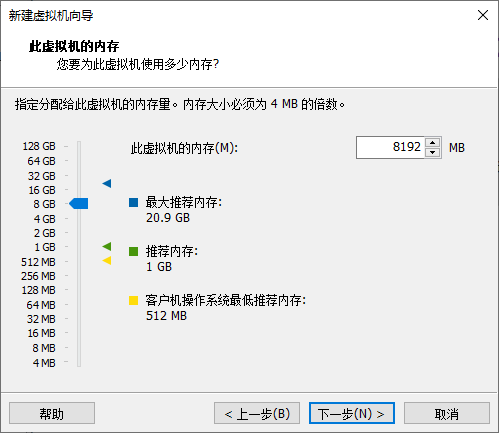 新建虚拟机向导
此虚拟机的内存
您要为此虚拟机使用多少内存?
指定分配给此虚拟机的内存量。内存大小必须为 4 MB 的倍数。
128 GB
64 GB
32 GB
16 GB
8 GB
4 GB
2 GB
1 GB
512 MB
256 MB
128 MB
64 MB
32 MB
16 MB
8 MB
4 MB
此虚拟机的内存(M):
8192 MB
最大推荐内存:
20.9 GB
推荐内存:
1 GB
客户机操作系统最低推荐内存:
512 MB
帮助
< 上一步(B)
下一步(N) >
取消